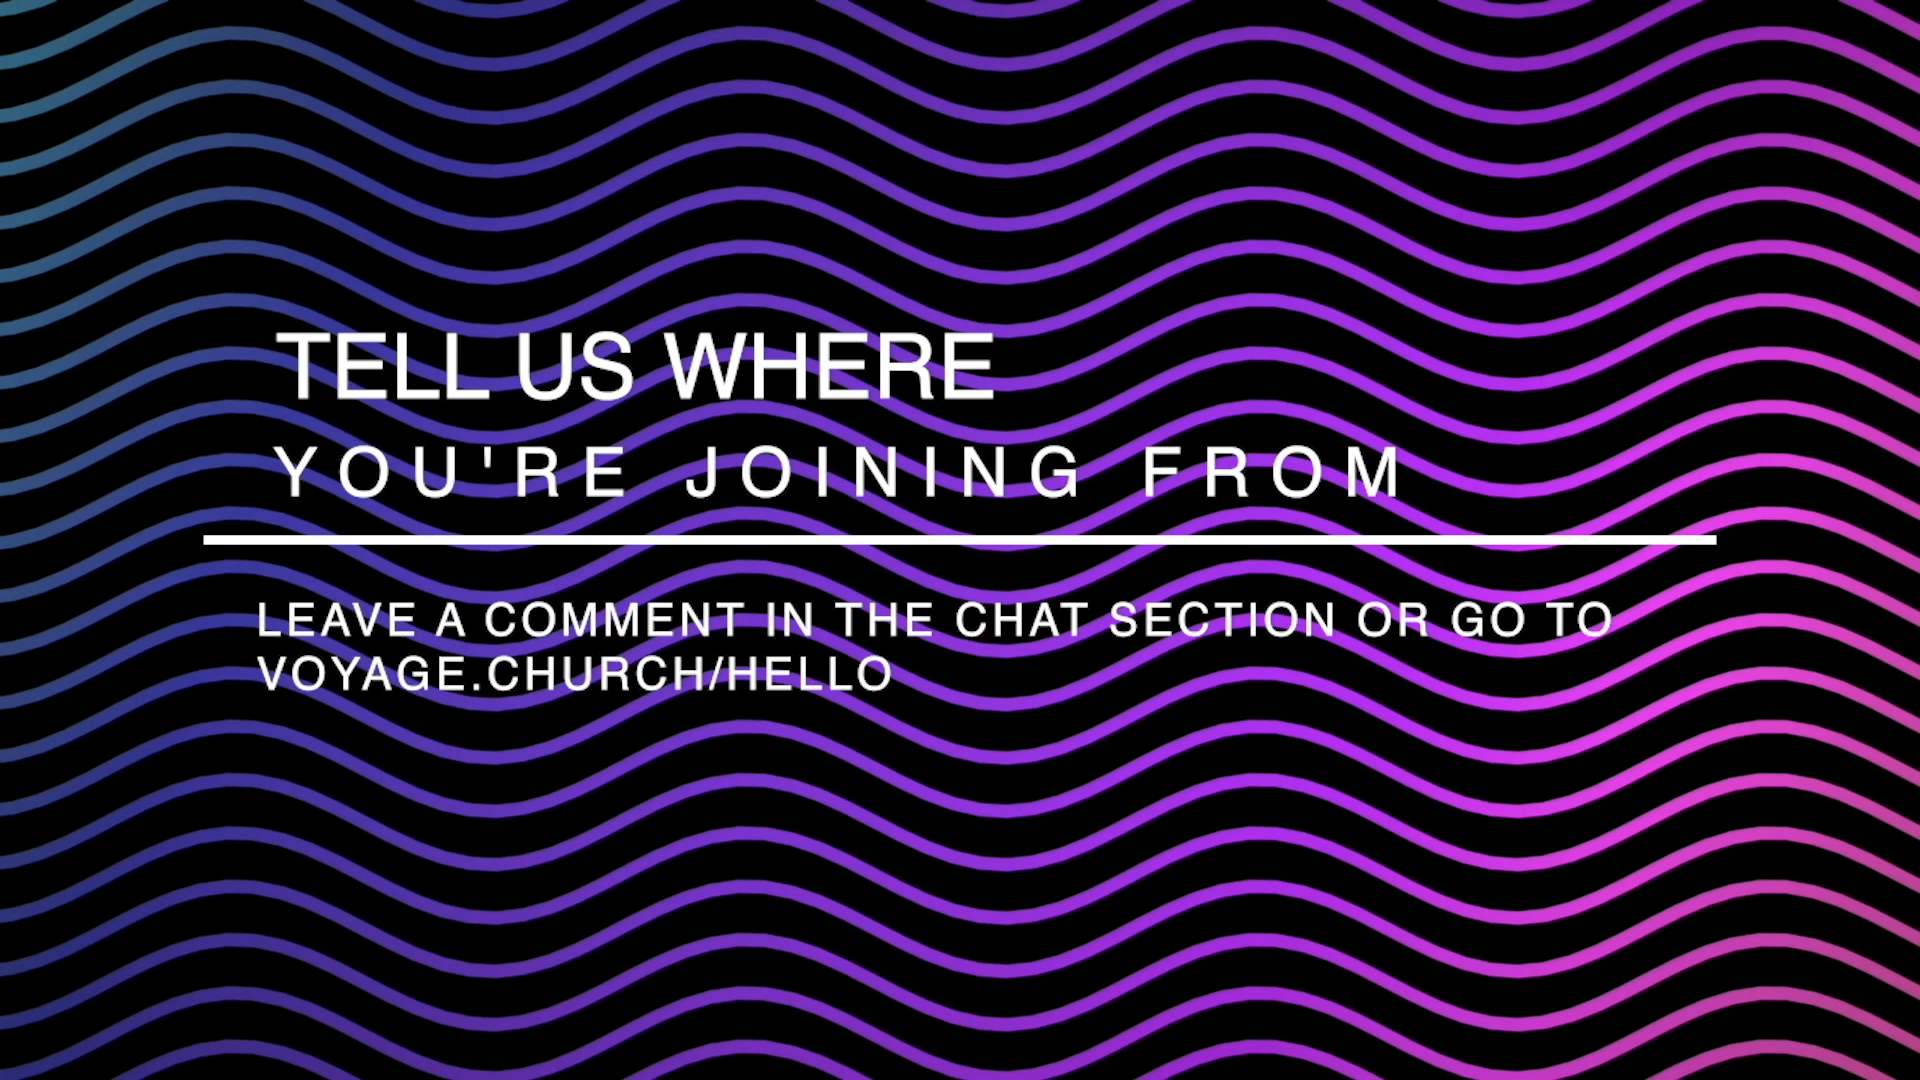 TELL US WHERE
YOU'RE JOINING FROM
LEAVE A COMMENT IN THE CHAT SECTION OR GO TO
VOYAGE.CHURCH/HELLO